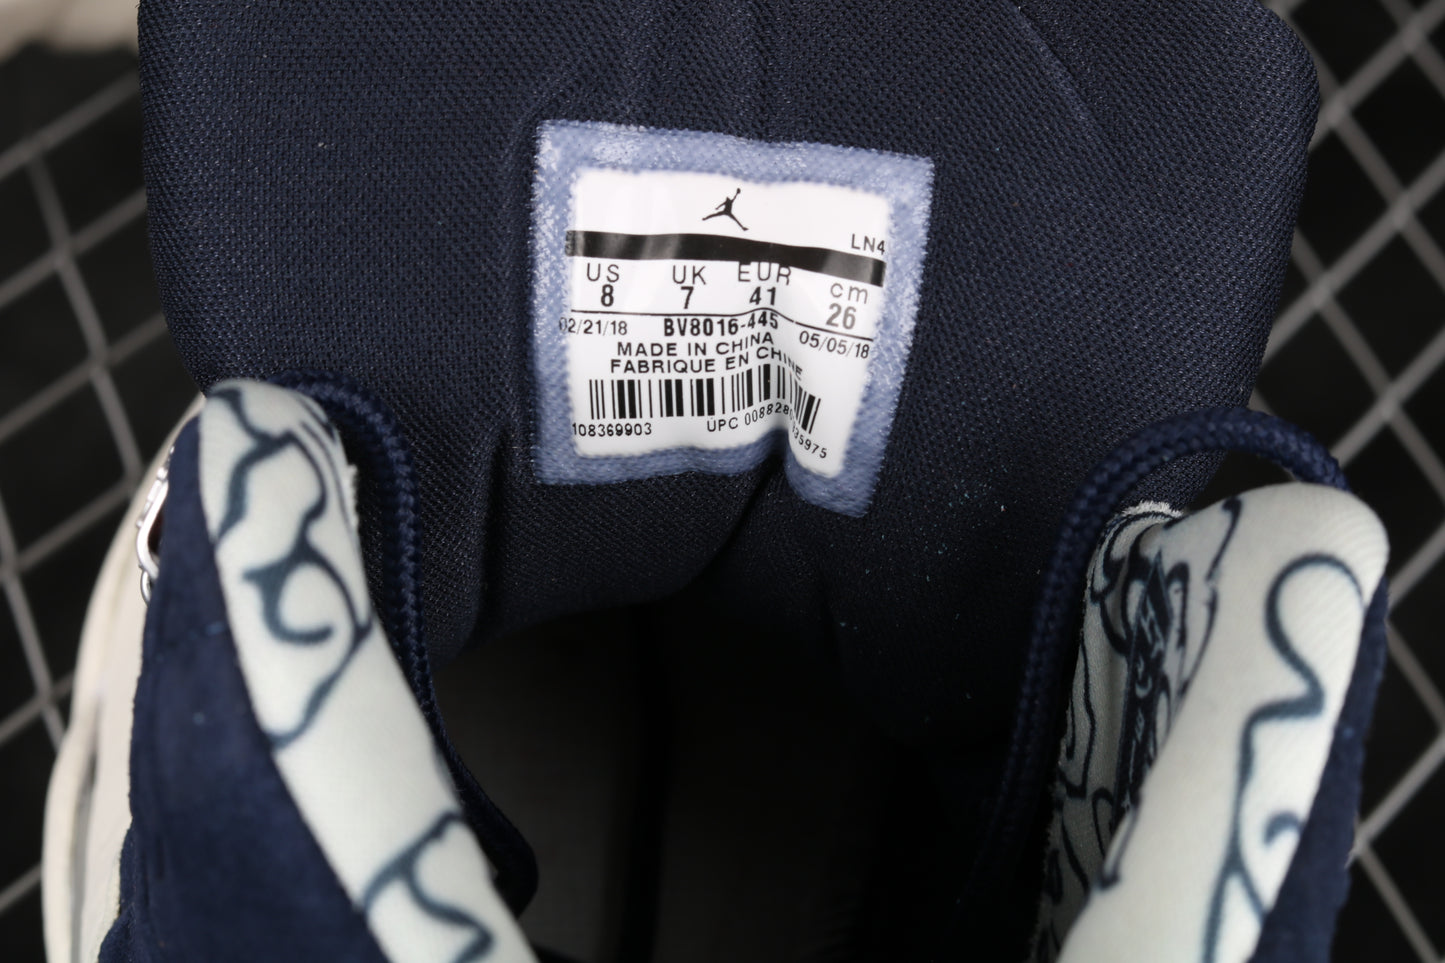 LN4
US UK EUR cm
8 7 41 26
02/21/18 BV8016-445 05/05/18
MADE IN CHINA
FABRIQUE EN CHINE
108369903 UPC